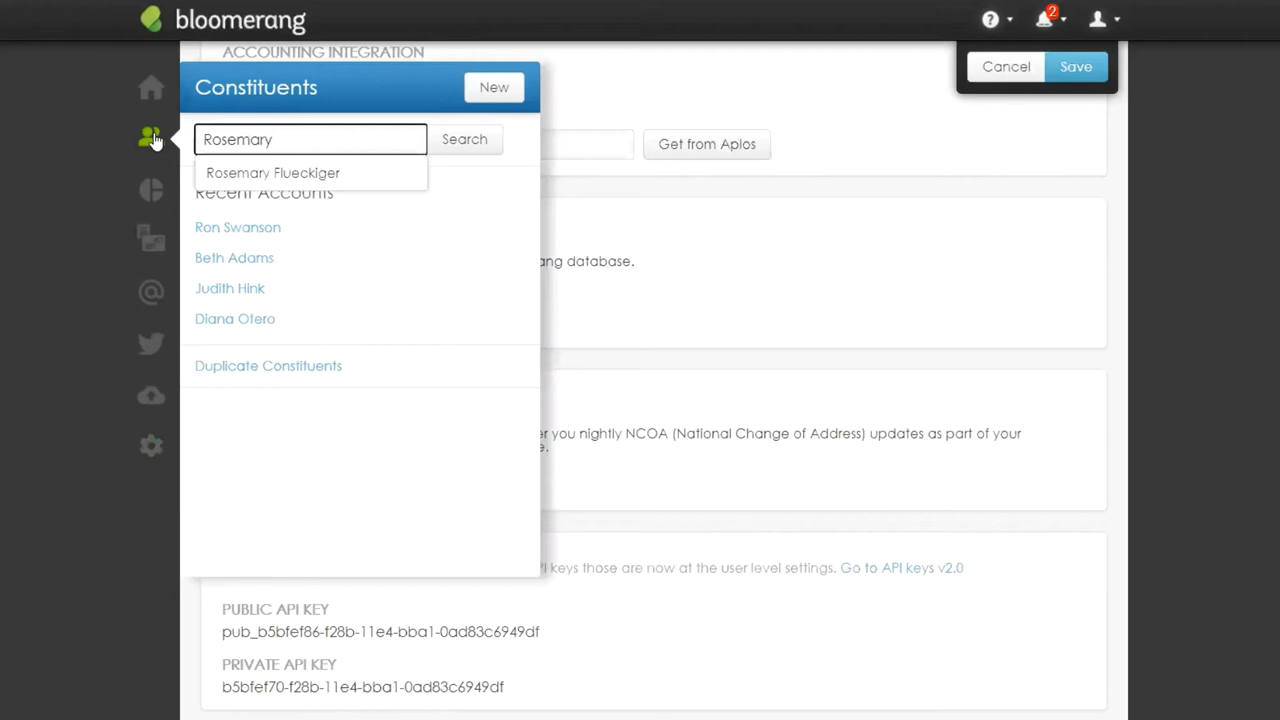 bloomerang
2
ACCOUNTING INTEGRATION
Cancel
Save
Constituents
New
Rosemary
Search
Get from Aplos
Rosemary Flueckiger
Recent Accounts
Ron Swanson
Beth Adams
ang database.
Judith Hink
Diana Otero
Duplicate Constituents
er you nightly NCOA (National Change of Address) updates as part of your
e.
I keys those are now at the user level settings. Go to API keys v2.0
PUBLIC API KEY
pub_b5bfef86-f28b-11e4-bba1-0ad83c6949df
PRIVATE API KEY
b5bfef70-f28b-11e4-bba1-0ad83c6949df